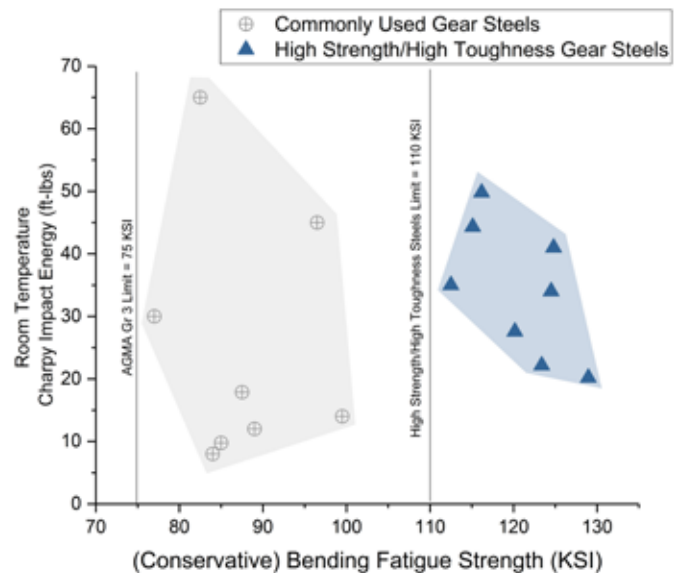 Commonly Used Gear Steels
High Strength/High Toughness Gear Steels
Room Temperature
Charpy Impact Energy (ft-lbs)
70
60
50
40
30
20
10
0
AGMA Gr 3 Limit = 75 KSI
High Strength/High Toughness Steels Limit = 110 KSI
70
80
90
100
110
120
130
(Conservative) Bending Fatigue Strength (KSI)